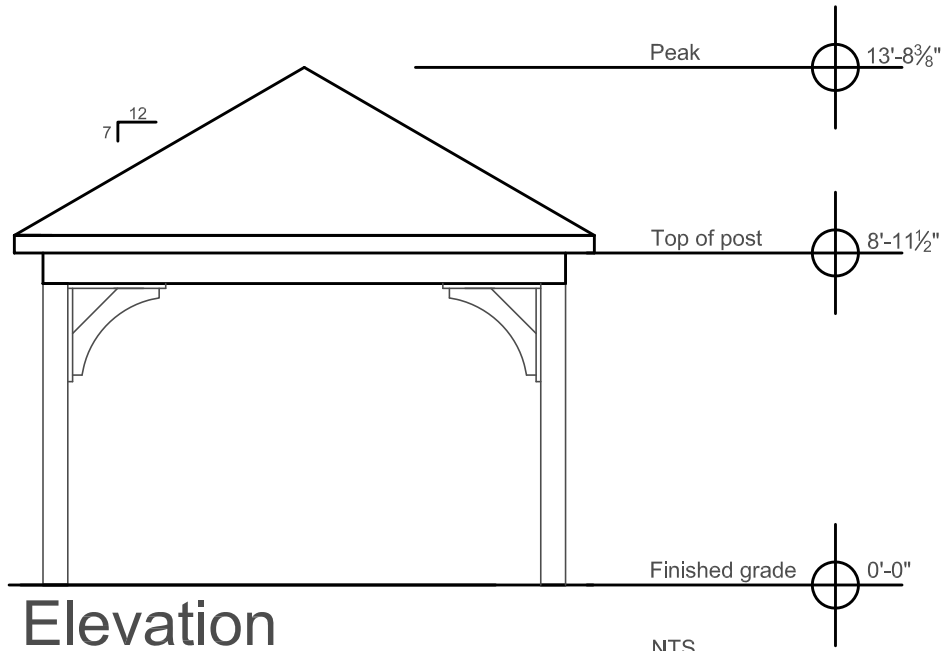 Peak 13'-8⅜"
12
7
Top of post 8'-11½"
Finished grade 0'-0"
Elevation
NTS